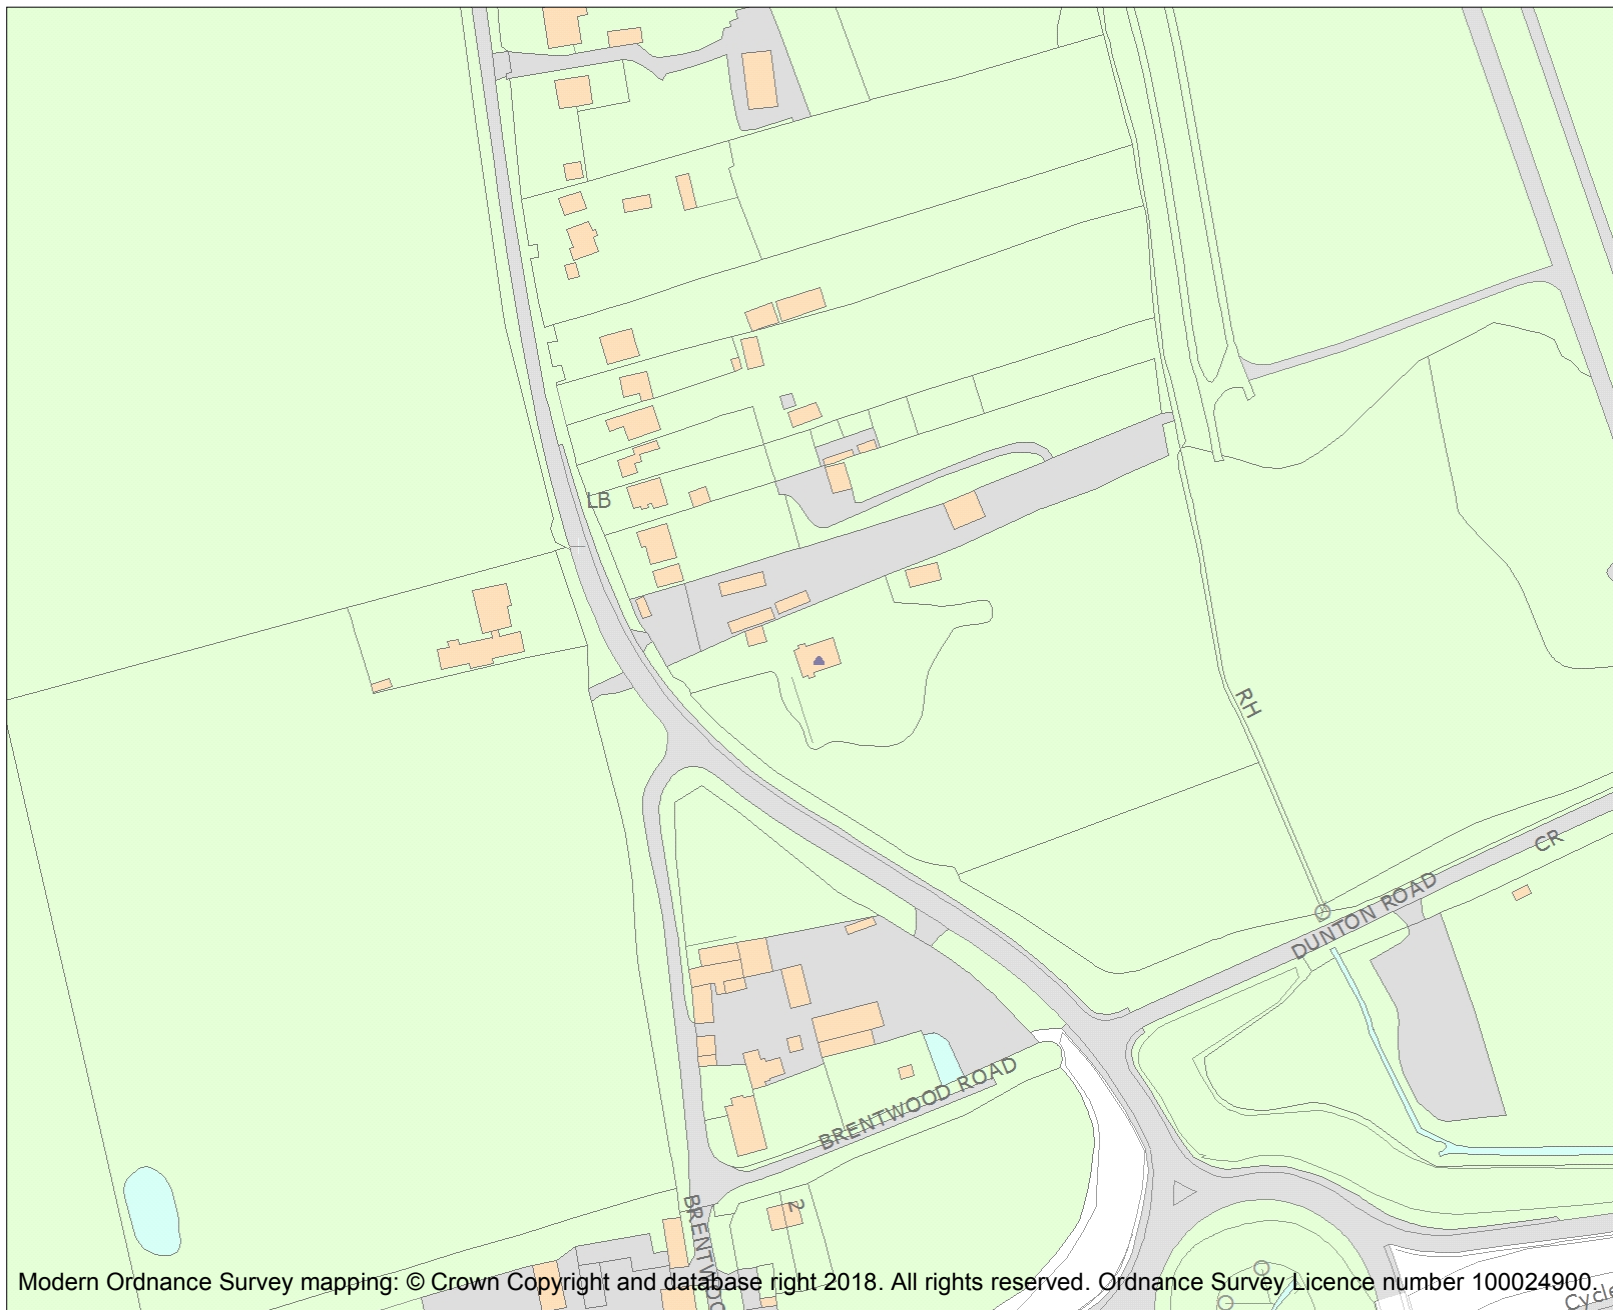 LB
RH
CR
DUNTON ROAD
BRENTWOOD ROAD
2
Modern Ordnance Survey mapping: © Crown Copyright and database right 2018. All rights reserved. Ordnance Survey Licence number 100024900.